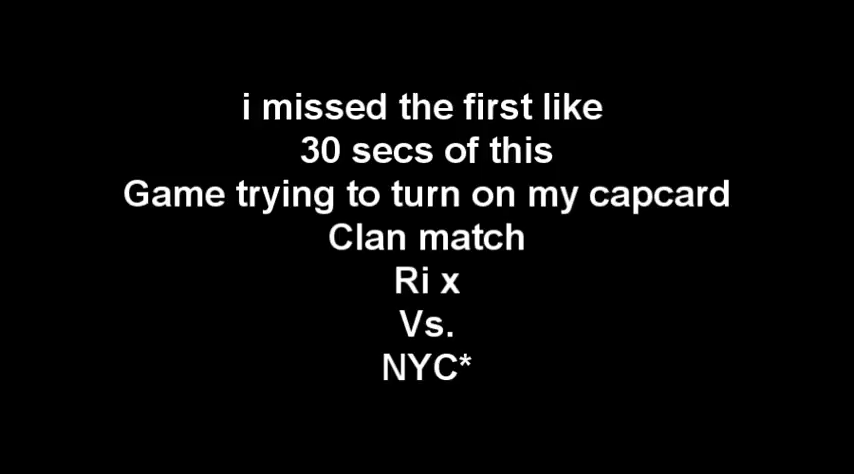 i missed the first like
30 secs of this
Game trying to turn on my capcard
Clan match
Ri x
Vs.
NYC*